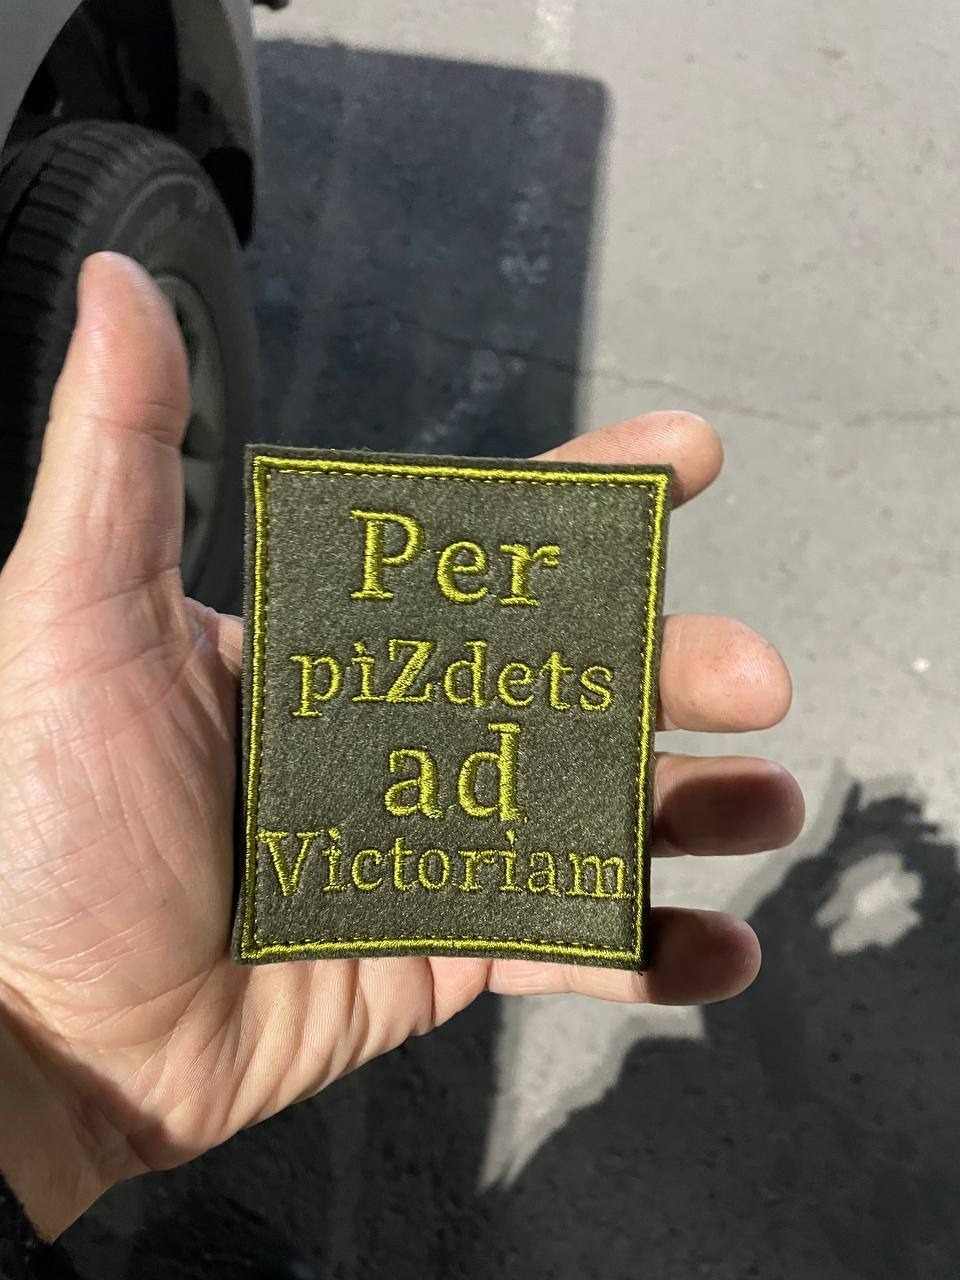 Per
piZdets
ad
Victoriam